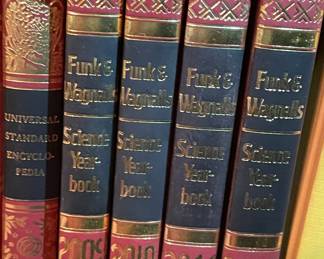 UNIVERSAL
STANDARD
ENCYCLO-
PEDIA
Funk &
Wagnalls
Science
Year-
book
Funk &
Wagnalls
Science
Year-
book
Funk &
Wagnalls
Science
Year-
book
Funk &
Wagnalls
Science
Year-
book